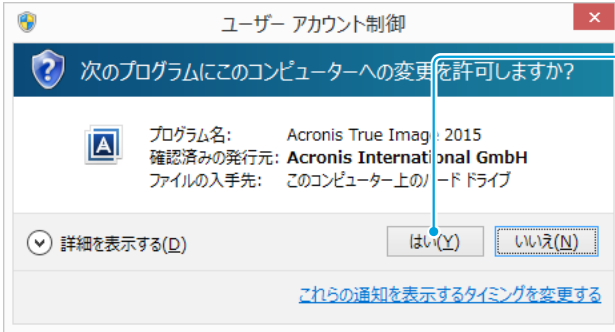 ユーザー アカウント制御
次のプログラムにこのコンピューターへの変更を許可しますか?
プログラム名: Acronis True Image 2015
確認済みの発行元: Acronis International GmbH
ファイルの入手先: このコンピューター上のハード ドライブ
詳細を表示する(D) はい(Y) いいえ(N)
これらの通知を表示するタイミングを変更する